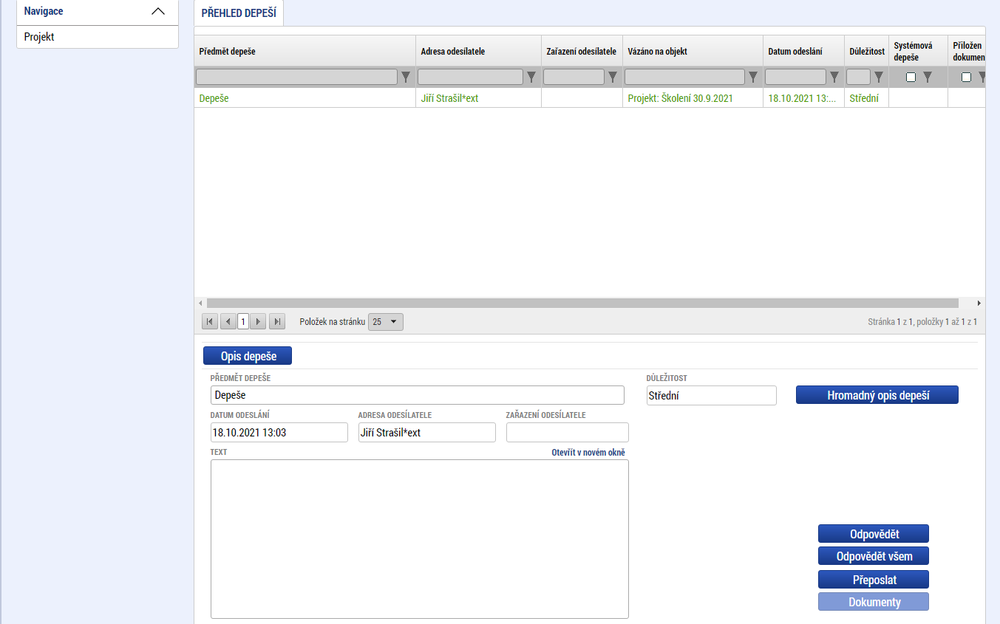 Navigace
Projekt
PŘEHLED DEPEŠÍ
Předmět depeše Adresa odesílatele Zařazení odesílatele Vázáno na objekt Datum odeslání Důležitost Systémová depeše Přiložen dokumen
Depeše Jiří Strašil*ext Projekt: Školení 30.9.2021 18.10.2021 13:... Střední
1 Položek na stránku 25 Stránka 1 z 1, položky 1 až 1 z 1
Opis depeše
PŘEDMĚT DEPEŠE DŮLEŽITOST
Depeše Střední Hromadný opis depeší
DATUM ODESLÁNÍ ADRESA ODESÍLATELE ZAŘAZENÍ ODESÍLATELE
18.10.2021 13:03 Jiří Strašil*ext
TEXT Otevřít v novém okně
Odpovědět
Odpovědět všem
Přeposlat
Dokumenty